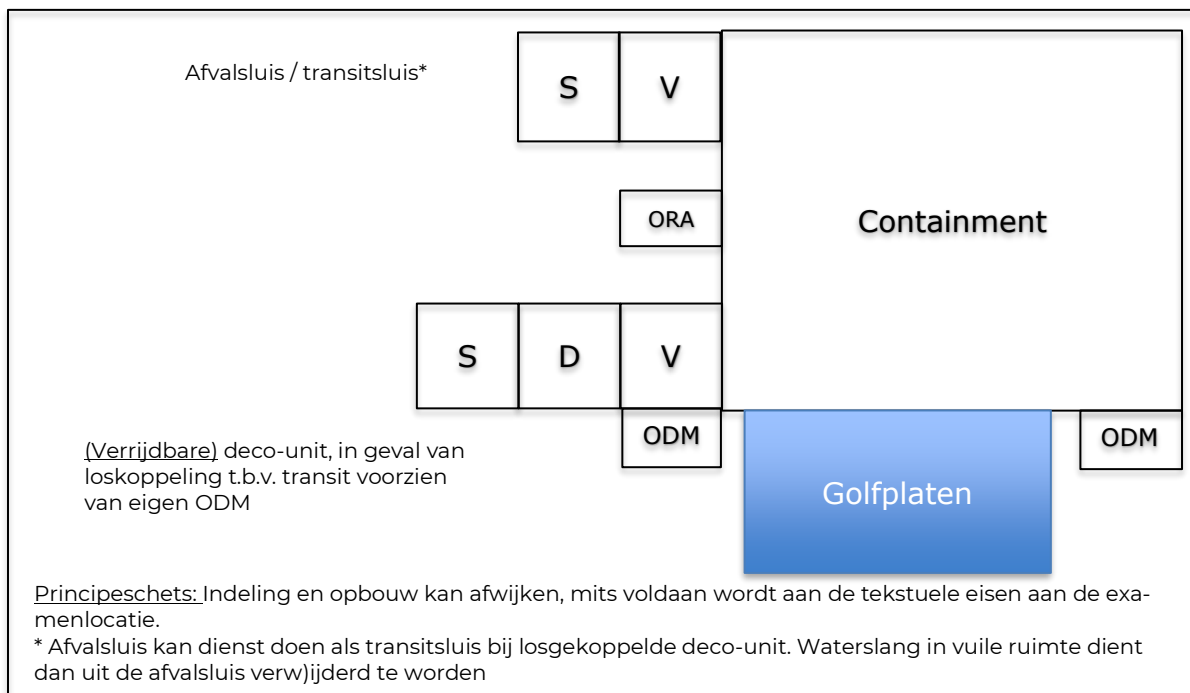 Afvalsluis / transitsluis*
S
V
ORA
Containment
S
D
V
ODM
ODM
(Verrijdbare) deco-unit, in geval van
loskoppeling t.b.v. transit voorzien
van eigen ODM
Golfplaten
Principeschets: Indeling en opbouw kan afwijken, mits voldaan wordt aan de tekstuele eisen aan de exa-
menlocatie.
* Afvalsluis kan dienst doen als transitsluis bij losgekoppelde deco-unit. Waterslang in vuile ruimte dient
dan uit de afvalsluis verw)ijderd te worden